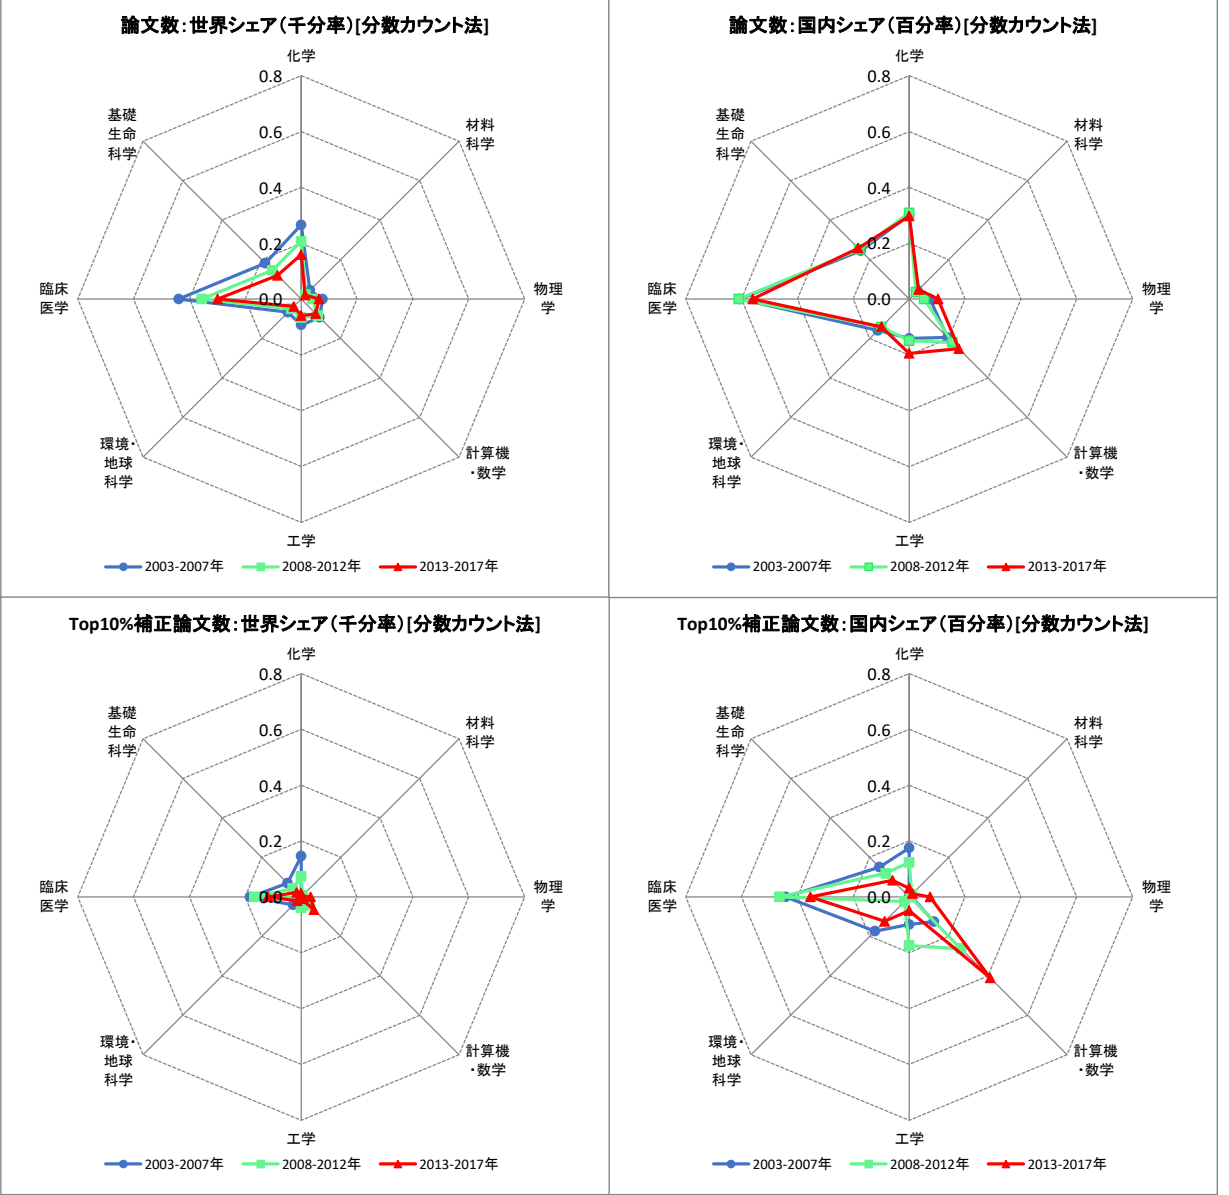 論文数:世界シェア(千分率)[分数カウント法]
化学
0.8
0.6
0.4
0.2
0.0
材料
科学
物理
学
計算機
・数学
工学
環境・
地球
科学
臨床
医学
基礎
生命
科学
2003-2007年
2008-2012年
2013-2017年
論文数:国内シェア(百分率)[分数カウント法]
化学
0.8
0.6
0.4
0.2
0.0
材料
科学
物理
学
計算機
・数学
工学
環境・
地球
科学
臨床
医学
基礎
生命
科学
2003-2007年
2008-2012年
2013-2017年
Top10%補正論文数:世界シェア(千分率)[分数カウント法]
化学
0.8
0.6
0.4
0.2
0.0
材料
科学
物理
学
計算機
・数学
工学
環境・
地球
科学
臨床
医学
基礎
生命
科学
2003-2007年
2008-2012年
2013-2017年
Top10%補正論文数:国内シェア(百分率)[分数カウント法]
化学
0.8
0.6
0.4
0.2
0.0
材料
科学
物理
学
計算機
・数学
工学
環境・
地球
科学
臨床
医学
基礎
生命
科学
2003-2007年
2008-2012年
2013-2017年